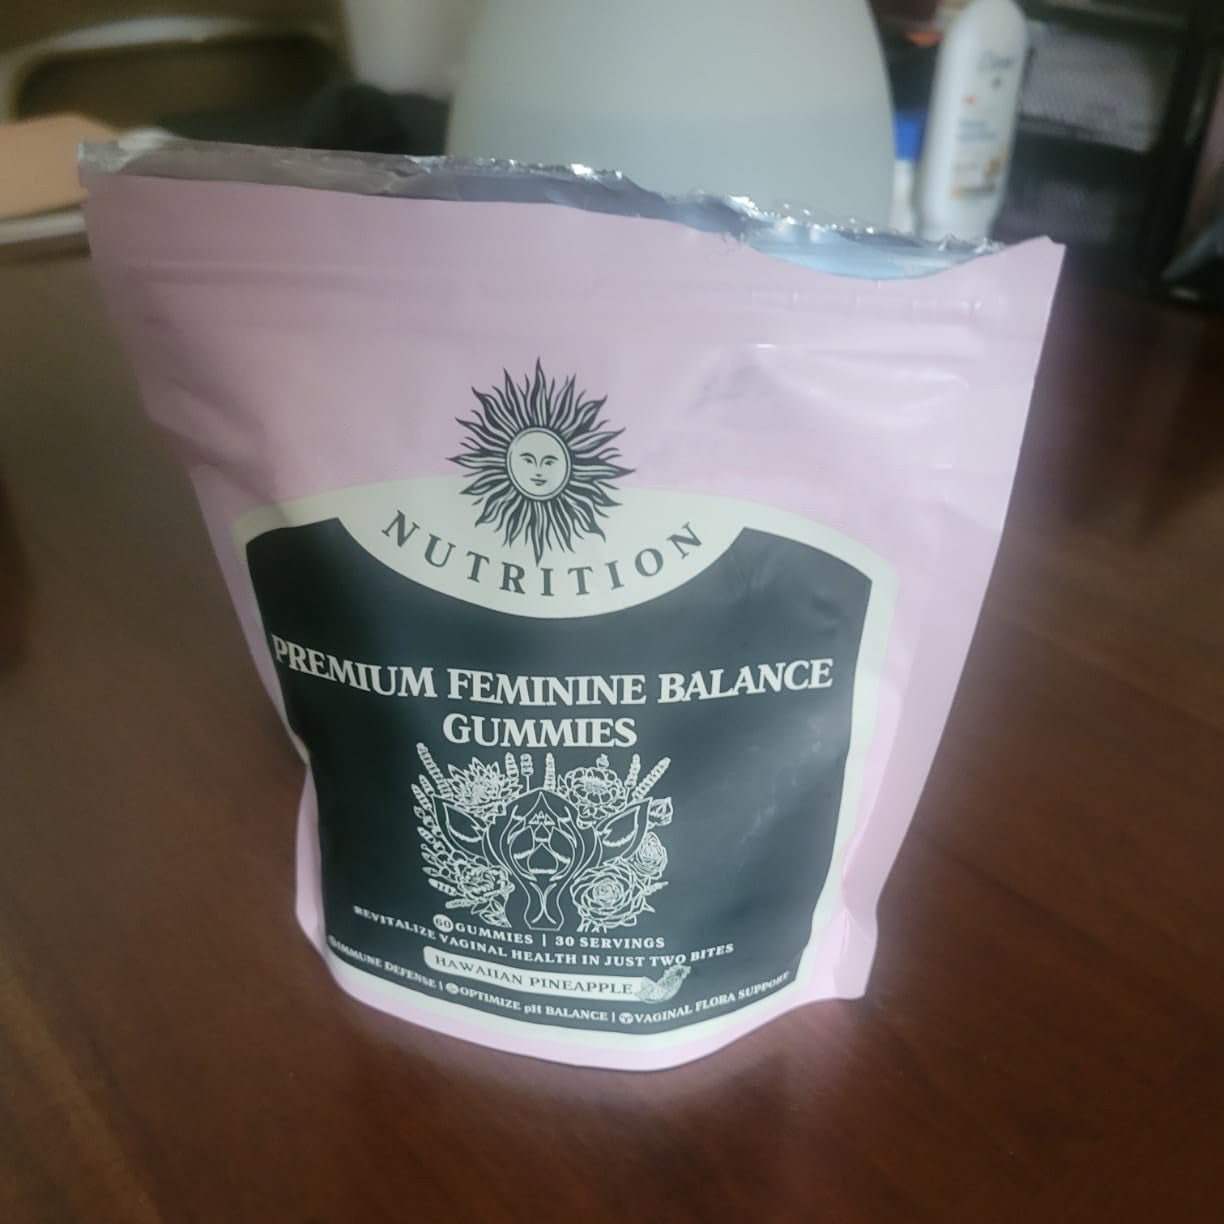 NUTRITION
PREMIUM FEMININE BALANCE
GUMMIES
60 GUMMIES | 30 SERVINGS
REVITALIZE VAGINAL HEALTH IN JUST TWO BITES
HAWAIIAN PINEAPPLE
IMMUNE DEFENSE | OPTIMIZE pH BALANCE | VAGINAL FLORA SUPPORT
Dove